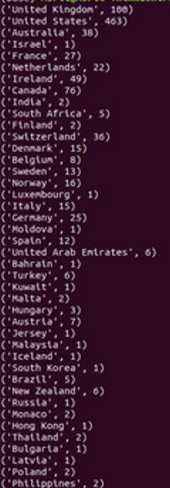 ('United Kingdom', 100)
('United States', 463)
('Australia', 38)
('Israel', 1)
('France', 27)
('Netherlands', 22)
('Ireland', 49)
('Canada', 76)
('India', 2)
('South Africa', 5)
('Finland', 2)
('Switzerland', 36)
('Denmark', 15)
('Belgium', 8)
('Sweden', 13)
('Norway', 16)
('Luxembourg', 1)
('Italy', 15)
('Germany', 25)
('Moldova', 1)
('Spain', 12)
('United Arab Emirates', 6)
('Bahrain', 1)
('Turkey', 6)
('Kuwait', 1)
('Malta', 2)
('Hungary', 3)
('Austria', 7)
('Jersey', 1)
('Malaysia', 1)
('Iceland', 1)
('South Korea', 1)
('Brazil', 5)
('New Zealand', 6)
('Russia', 1)
('Monaco', 2)
('Hong Kong', 1)
('Thailand', 2)
('Bulgaria', 1)
('Latvia', 1)
('Poland', 2)
('Philippines', 2)